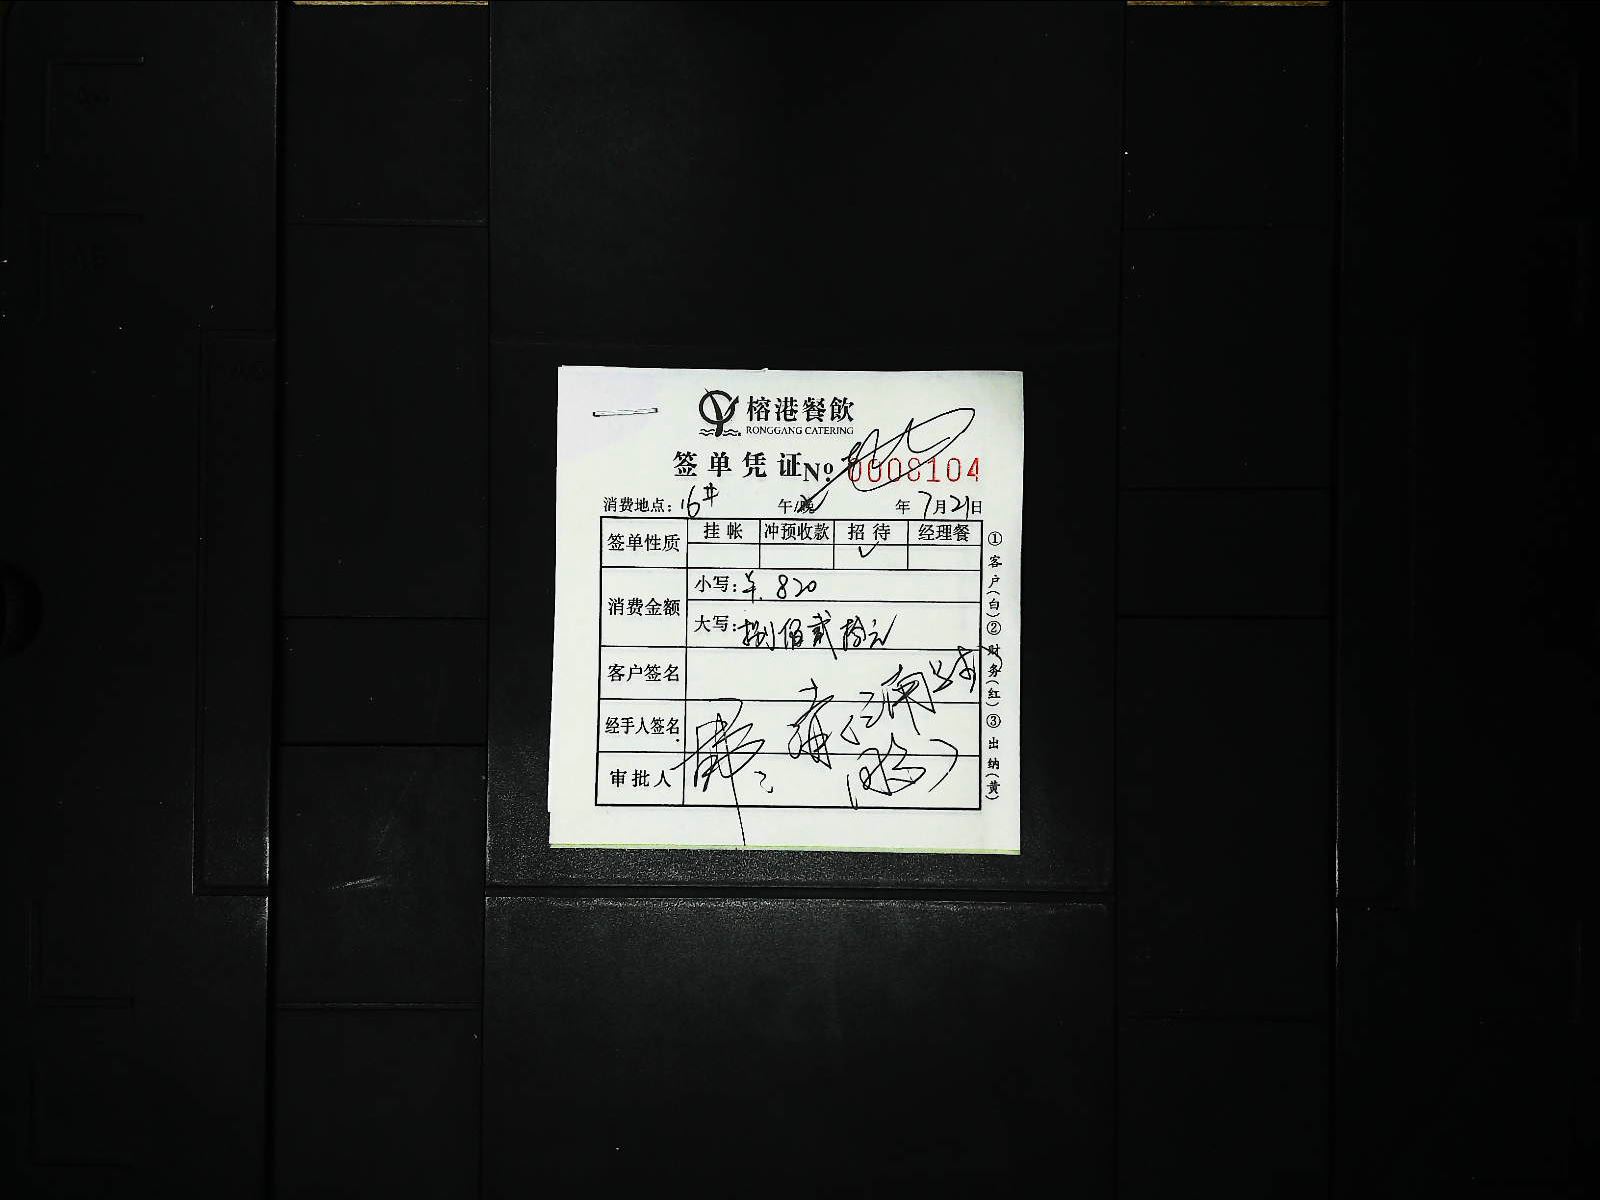 榕港餐飲
RONGGANG CATERING
签单凭证 No. 0008104
消费地点: 16# 午/晚 年 7月21日
签单性质 挂帐 冲预收款 招待 经理餐
✓
消费金额 小写: ¥. 820
大写: 捌佰贰拾元
客户签名
经手人签名
审批人
①客户(白)②财务(红)③出纳(黄)